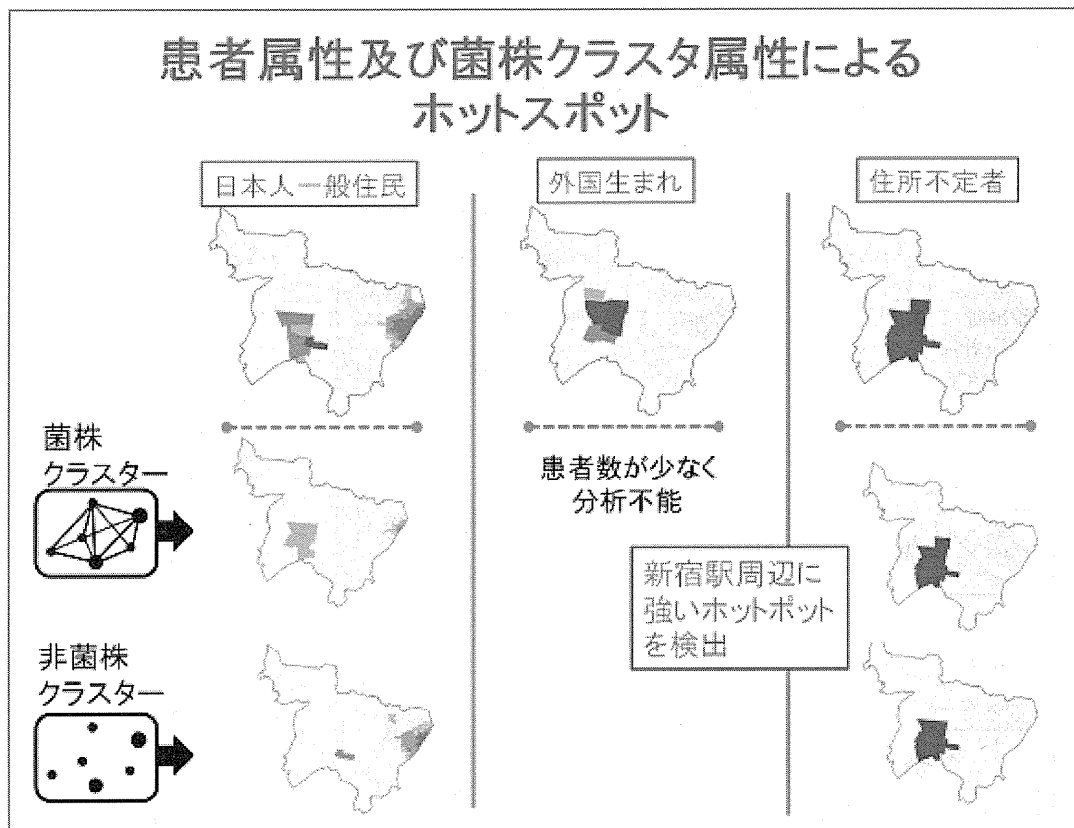 患者属性及び菌株クラスタ属性による
ホットスポット
日本人一般住民
外国生まれ
住所不定者
菌株
クラスター
患者数が少なく
分析不能
新宿駅周辺に
強いホットポット
を検出
非菌株
クラスター